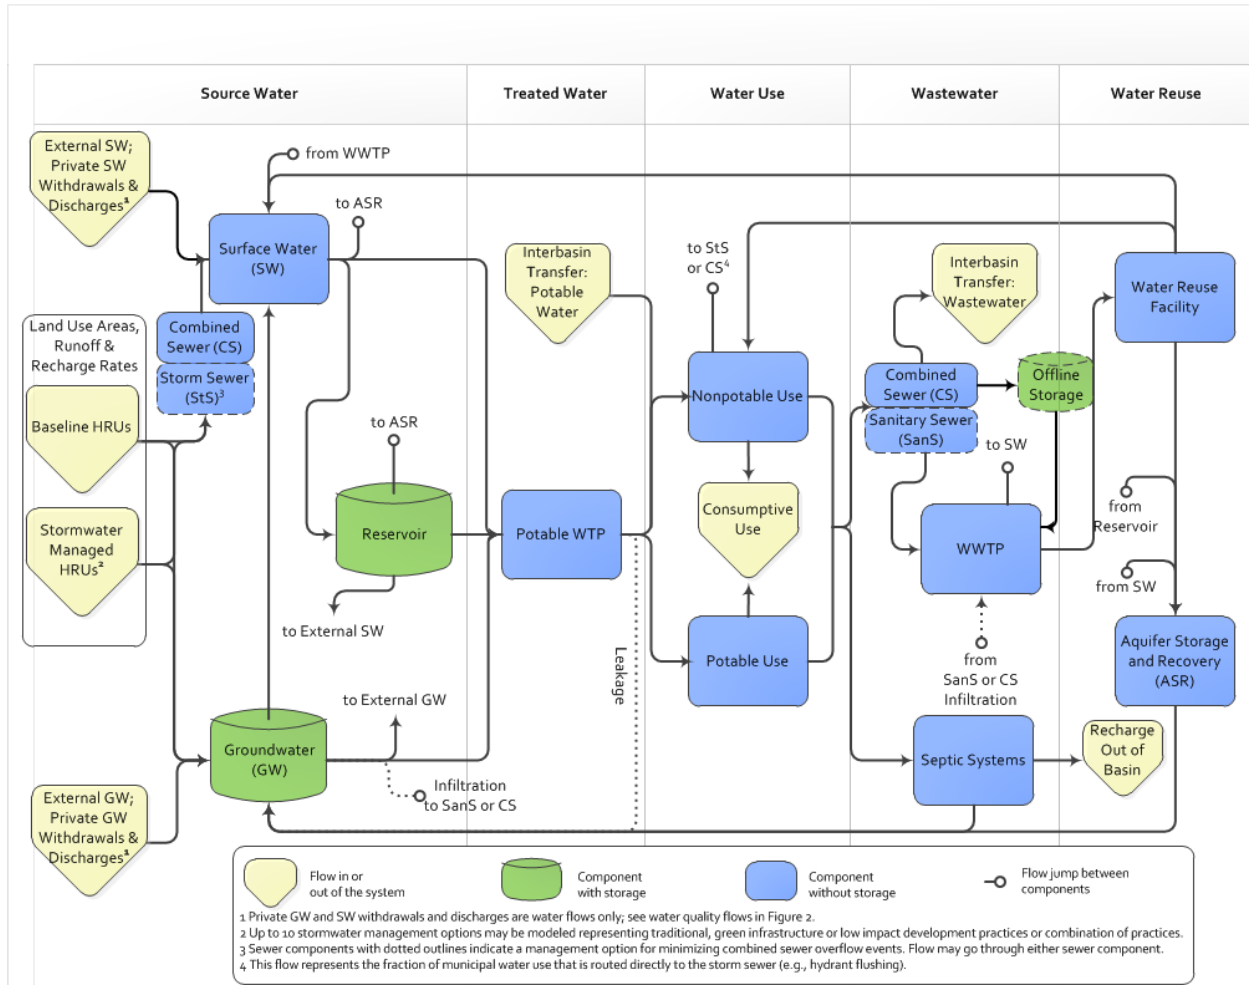 Source Water
Treated Water
Water Use
Wastewater
Water Reuse
External SW;
Private SW
Withdrawals &
Discharges¹
from WWTP
to ASR
Surface Water
(SW)
Land Use Areas,
Runoff &
Recharge Rates
Combined
Sewer (CS)
Storm Sewer
(StS)³
Baseline HRUs
Stormwater
Managed
HRUs²
to ASR
Reservoir
to External SW
to External GW
Groundwater
(GW)
Infiltration
to SanS or CS
External GW;
Private GW
Withdrawals &
Discharges¹
Interbasin
Transfer:
Potable
Water
Potable WTP
Leakage
to StS
or CS⁴
Nonpotable Use
Consumptive
Use
Potable Use
Interbasin
Transfer:
Wastewater
Combined
Sewer (CS)
Sanitary Sewer
(SanS)
Offline
Storage
to SW
WWTP
from
SanS or CS
Infiltration
Septic Systems
Water Reuse
Facility
from
Reservoir
from SW
Aquifer Storage
and Recovery
(ASR)
Recharge
Out of
Basin
Flow in or
out of the system
Component
with storage
Component
without storage
Flow jump between
components
1 Private GW and SW withdrawals and discharges are water flows only; see water quality flows in Figure 2.
2 Up to 10 stormwater management options may be modeled representing traditional, green infrastructure or low impact development practices or combination of practices.
3 Sewer components with dotted outlines indicate a management option for minimizing combined sewer overflow events. Flow may go through either sewer component.
4 This flow represents the fraction of municipal water use that is routed directly to the storm sewer (e.g., hydrant flushing).